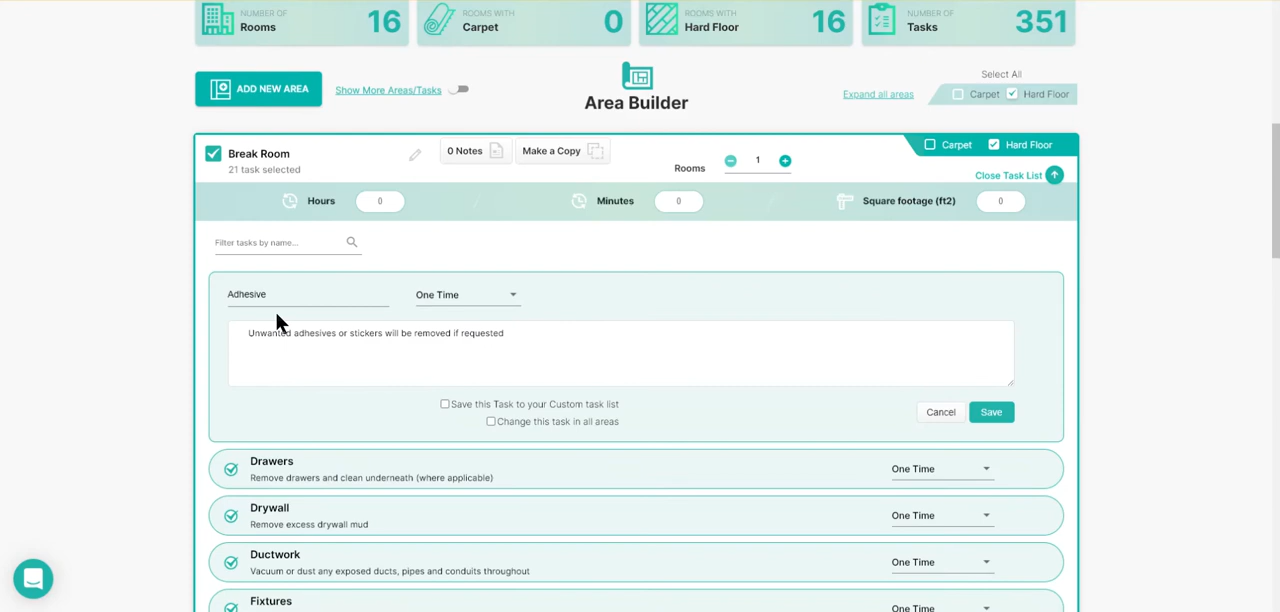 NUMBER OF
Rooms
16
ROOMS WITH
Carpet
0
ROOMS WITH
Hard Floor
16
NUMBER OF
Tasks
351
ADD NEW AREA
Show More Areas/Tasks
Area Builder
Expand all areas
Select All
Carpet
Hard Floor
Break Room
21 task selected
0 Notes
Make a Copy
Rooms
1
Carpet
Hard Floor
Close Task List
Hours
0
Minutes
0
Square footage (ft2)
0
Filter tasks by name...
Adhesive
One Time
Unwanted adhesives or stickers will be removed if requested
Save this Task to your Custom task list
Change this task in all areas
Cancel
Save
Drawers
Remove drawers and clean underneath (where applicable)
One Time
Drywall
Remove excess drywall mud
One Time
Ductwork
Vacuum or dust any exposed ducts, pipes and conduits throughout
One Time
Fixtures
One Time